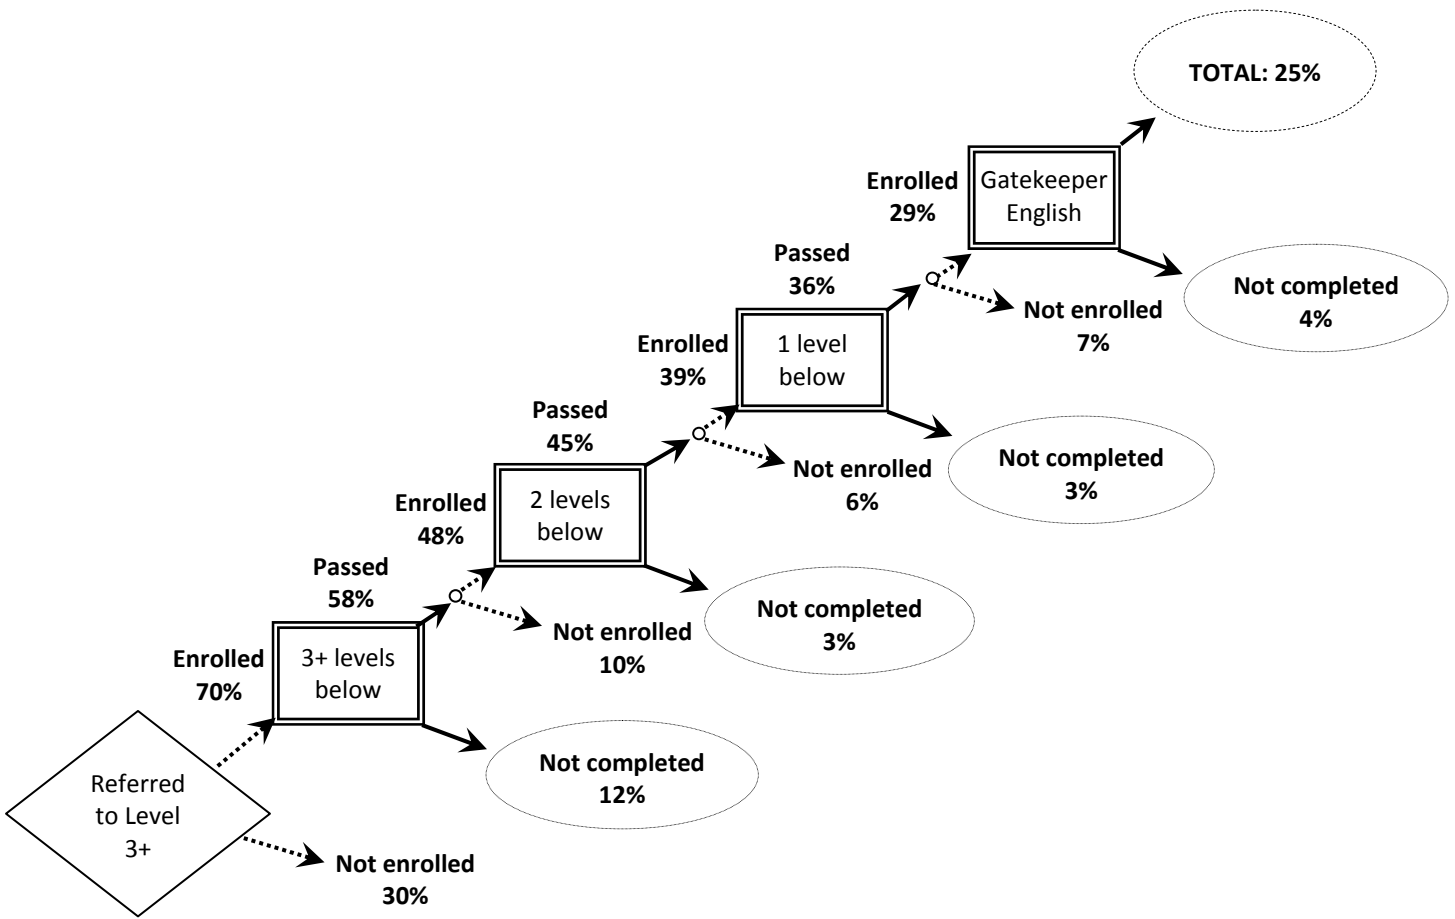 TOTAL: 25%
Enrolled
29%
Gatekeeper
English
Passed
36%
Not completed
4%
Not enrolled
7%
Enrolled
39%
1 level
below
Passed
45%
Not completed
3%
Not enrolled
6%
Enrolled
48%
2 levels
below
Passed
58%
Not completed
3%
Not enrolled
10%
Enrolled
70%
3+ levels
below
Not completed
12%
Referred
to Level
3+
Not enrolled
30%